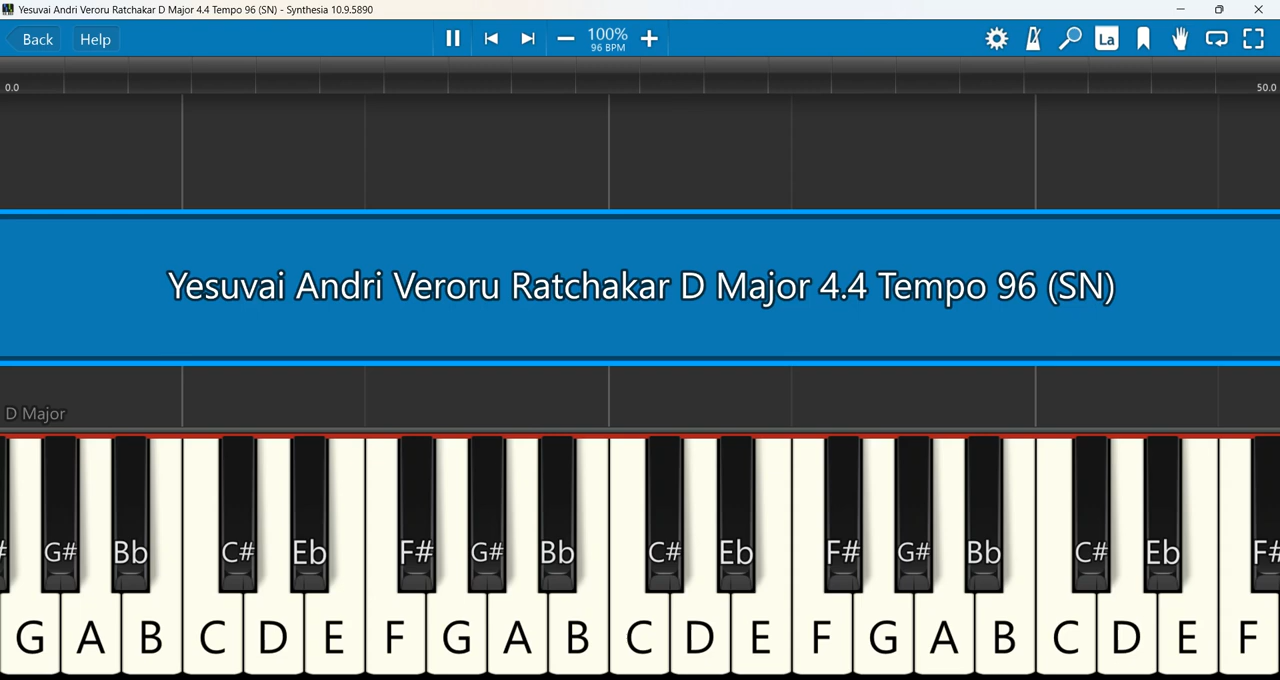 Yesuvai Andri Veroru Ratchakar D Major 4.4 Tempo 96 (SN) - Synthesia 10.9.5890
Back Help 100% La
96 BPM
0.0 50.0
Yesuvai Andri Veroru Ratchakar D Major 4.4 Tempo 96 (SN)
D Major
# G# Bb C# Eb F# G# Bb C# Eb F# G# Bb C# Eb F#
G A B C D E F G A B C D E F G A B C D E F